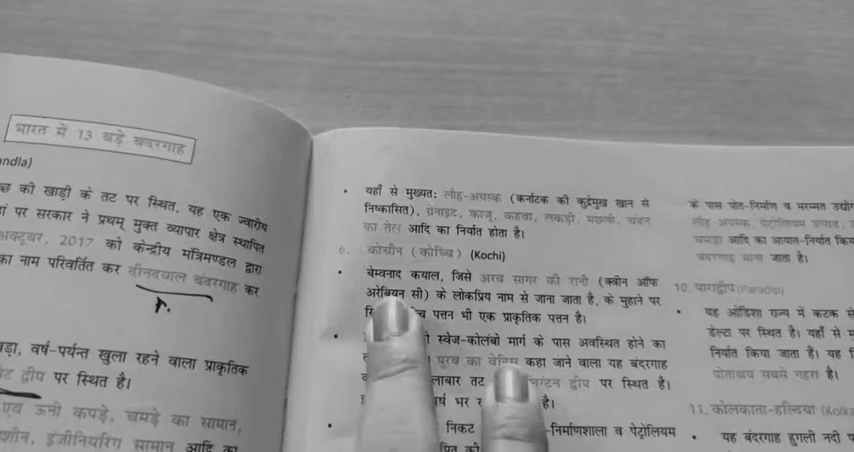 भारत में 13 बड़े बंदरगाह
ndla)
छ की खाड़ी के तट पर स्थित, यह एक ज्वारीय
ां पर सरकार ने प्रथम् मुक्त व्यापार क्षेत्र स्थापित
अक्टूबर, 2017 को केन्द्रीय मंत्रिमण्डल द्वारा
का नाम परिवर्तित कर दीनदयाल बंदरगाह कर
वड़ा, वर्ष-पर्यन्त खुला रहने वाला प्राकृतिक
ट द्वीप पर स्थित है।
एवं ऊनी कपड़े, चमड़े का सामान,
शीन, इंजीनियरिंग सामान आदि का
• यहाँ से मुख्यतः लौह-अयस्क (कर्नाटक की कुद्रेमुख खान से
निष्कासित), ग्रेनाइट, काजू, कहवा, लकड़ी, मछली, चंदन
का तेल आदि का निर्यात होता है।
6. कोचीन (कोच्चि) (Kochi)
• बेम्वनाद कयाल, जिसे अरब सागर की रानी (क्वीन ऑफ
अरेबियन सी) के लोकप्रिय नाम से जाना जाता है, के मुहाने पर
पत्तन भी एक प्राकृतिक पत्तन है।
स्वेज-कोलंबो मार्ग के पास अवस्थित होने का
पूरब का वेनिस कहा जाने वाला यह बंदरगाह
लाबार तट द्वीप पर स्थित है।
र्ष भर है।
• निकट -निर्माणशाला व पेट्रोलियम
के पास पोत-निर्माण व मरम्मत उद्योग
लौह अयस्क, पेट्रोलियम उत्पाद,
चमड़ा आदि का आयात-निर्यात किया
बंदरगाह माना जाता है।
10. पाराद्वीप (Paradip)
• यह ओडिशा राज्य में कटक से
डेल्टा पर स्थित है। यहाँ से म
निर्यात किया जाता है। यह
पोताश्रय सबसे गहरा है।
11. कोलकाता-हल्दिया (Kolka
• यह बंदरगाह हुगली नदी प